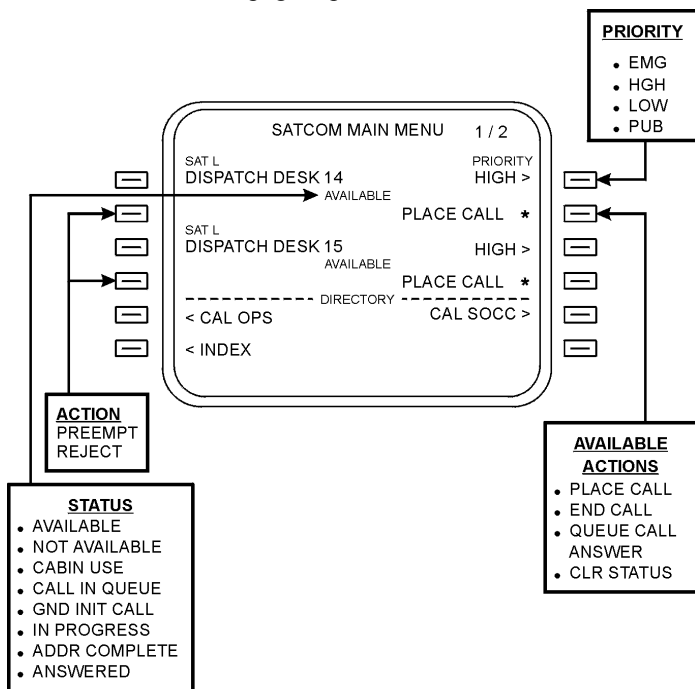 PRIORITY
• EMG
• HGH
• LOW
• PUB
SATCOM MAIN MENU 1 / 2
SAT L PRIORITY
DISPATCH DESK 14 HIGH >
AVAILABLE
PLACE CALL *
SAT L
DISPATCH DESK 15 HIGH >
AVAILABLE
PLACE CALL *
DIRECTORY
< CAL OPS CAL SOCC >
< INDEX
ACTION
PREEMPT
REJECT
STATUS
• AVAILABLE
• NOT AVAILABLE
• CABIN USE
• CALL IN QUEUE
• GND INIT CALL
• IN PROGRESS
• ADDR COMPLETE
• ANSWERED
AVAILABLE
ACTIONS
• PLACE CALL
• END CALL
• QUEUE CALL
ANSWER
• CLR STATUS